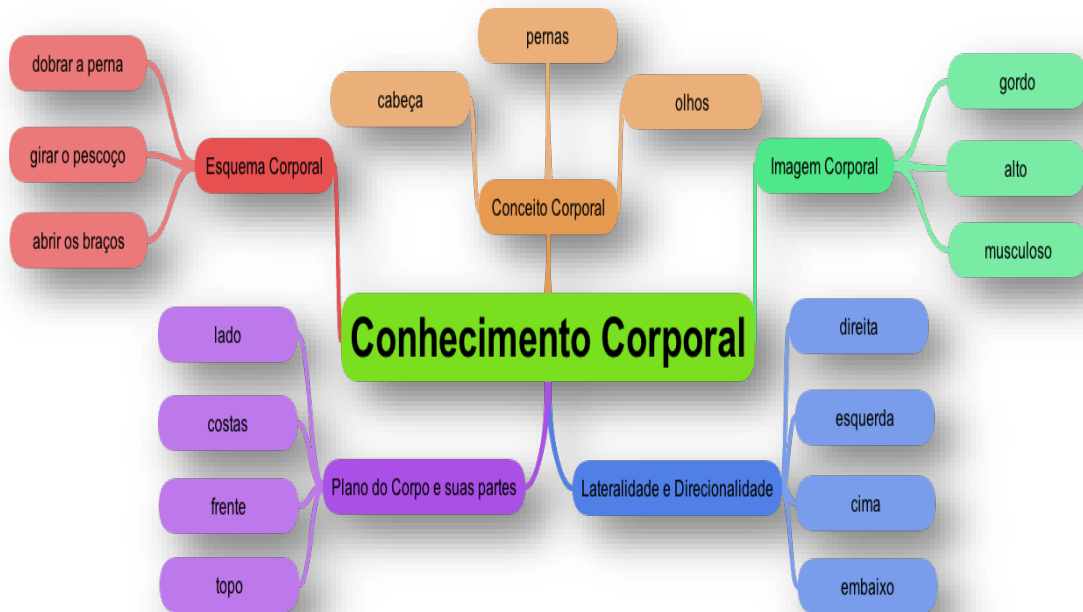 pernas
dobrar a perna
gordo
cabeça
olhos
girar o pescoço
Esquema Corporal
Imagem Corporal
alto
Conceito Corporal
abrir os braços
musculoso
Conhecimento Corporal
lado
direita
costas
esquerda
Plano do Corpo e suas partes
Lateralidade e Direcionalidade
frente
cima
topo
embaixo